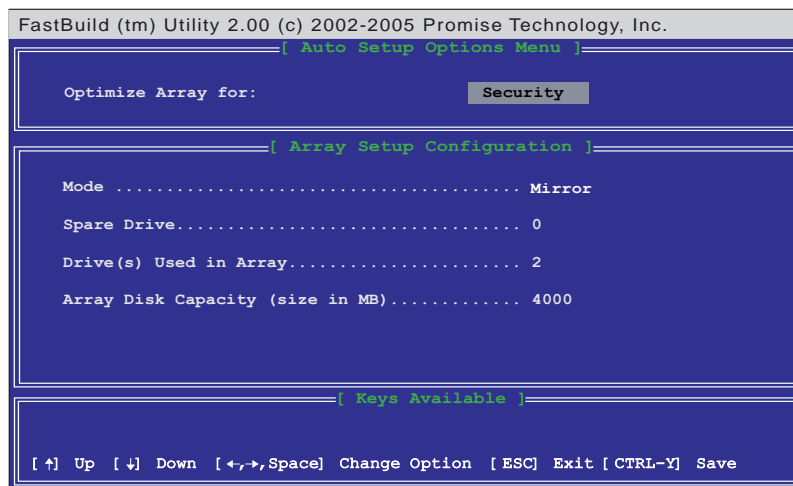 FastBuild (tm) Utility 2.00 (c) 2002-2005 Promise Technology, Inc.
[ Auto Setup Options Menu ]
Optimize Array for: Security
[ Array Setup Configuration ]
Mode ........................................ Mirror
Spare Drive.................................. 0
Drive(s) Used in Array....................... 2
Array Disk Capacity (size in MB)............. 4000
[ Keys Available ]
[↑] Up [↓] Down [←,→,Space] Change Option [ESC] Exit [CTRL-Y] Save